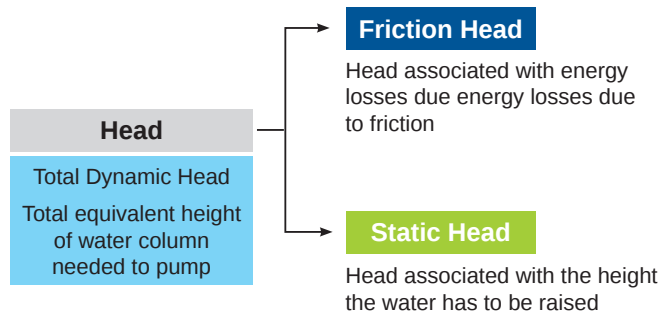 Head
Total Dynamic Head
Total equivalent height
of water column
needed to pump
Friction Head
Head associated with energy
losses due energy losses due
to friction
Static Head
Head associated with the height
the water has to be raised